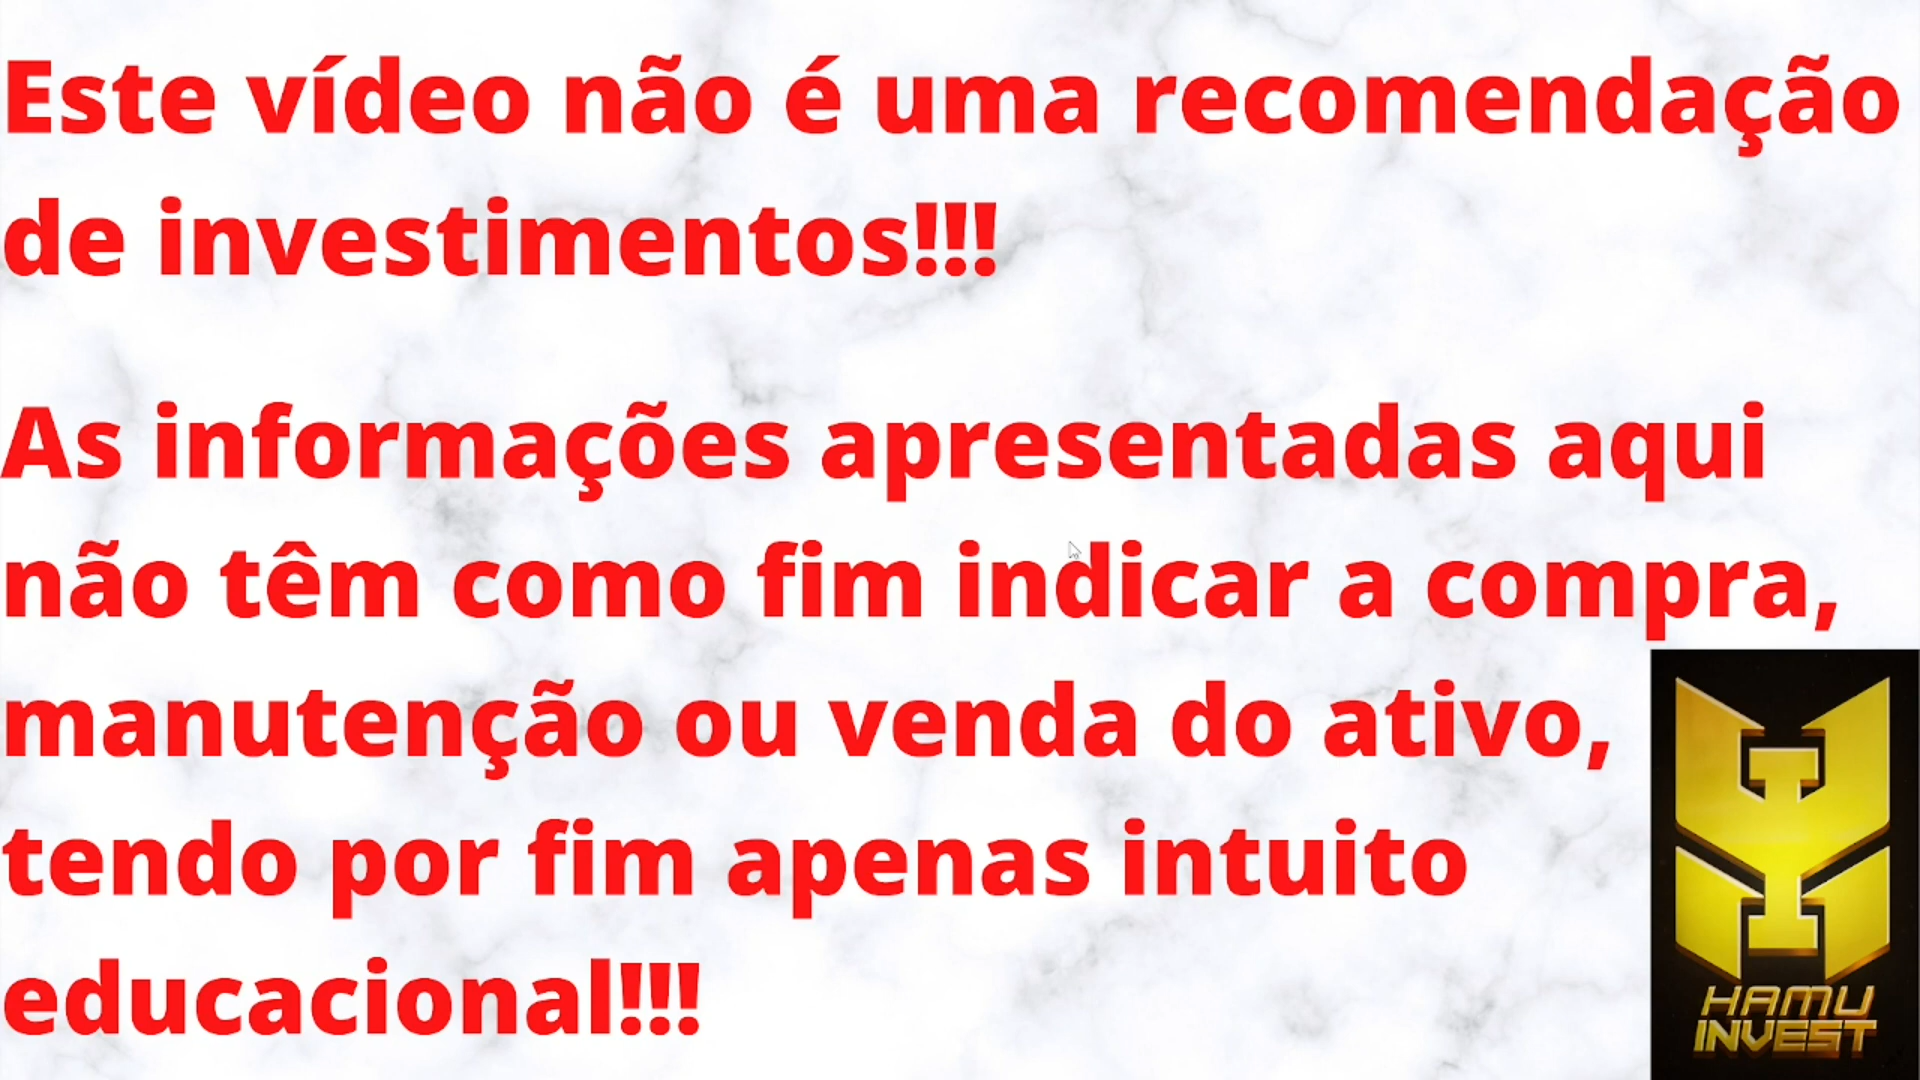 Este vídeo não é uma recomendação
de investimentos!!!
As informações apresentadas aqui
não têm como fim indicar a compra,
manutenção ou venda do ativo,
tendo por fim apenas intuito
educacional!!!
HAMU
INVEST